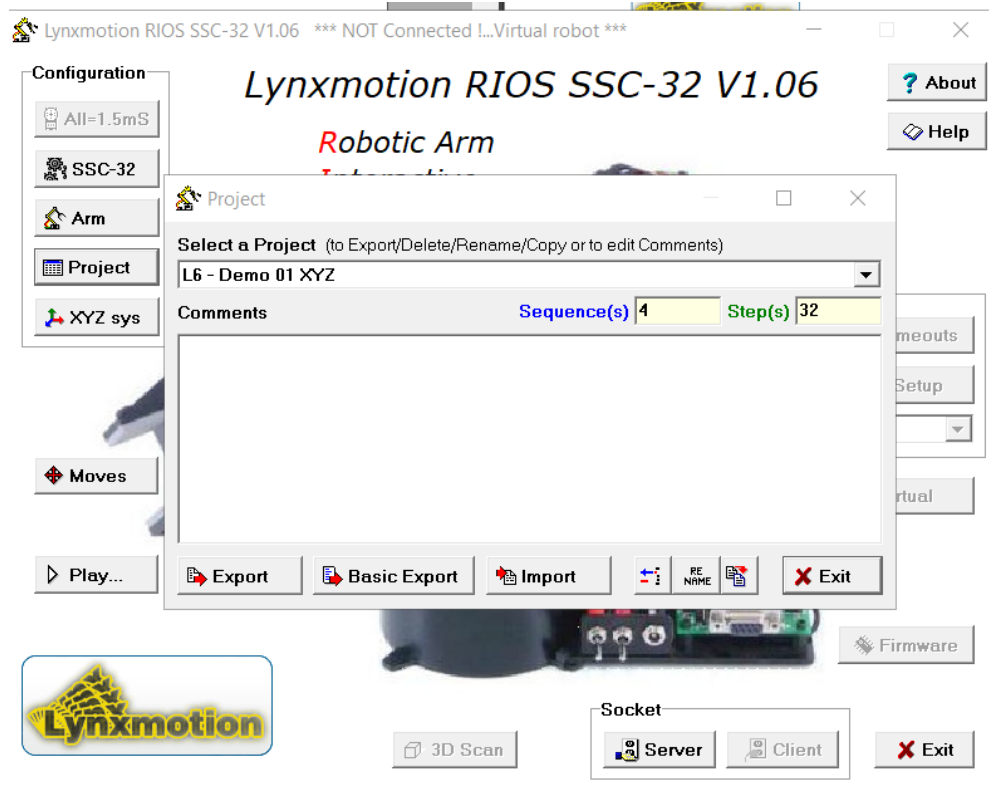 Lynxmotion RIOS SSC-32 V1.06 *** NOT Connected !...Virtual robot ***
Configuration
Lynxmotion RIOS SSC-32 V1.06
? About
All=1.5mS
Robotic Arm
Help
SSC-32
Interactive
Project
Arm
Select a Project (to Export/Delete/Rename/Copy or to edit Comments)
Project
L6 - Demo 01 XYZ
XYZ sys
Comments
Sequence(s) 4
Step(s) 32
meouts
Setup
Moves
rtual
Play...
Export
Basic Export
Import
RE
NAME
Exit
Firmware
Lynxmotion
Socket
3D Scan
Server
Client
Exit